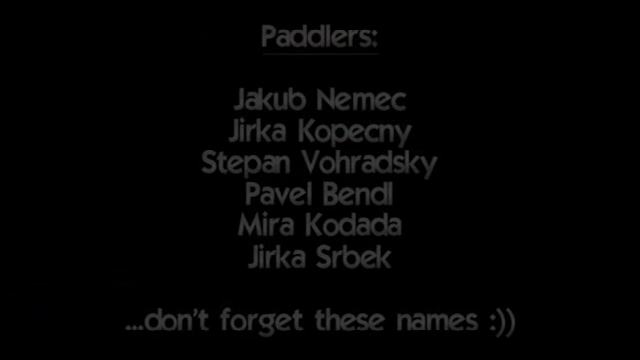 Paddlers:
Jakub Nemec
Jirka Kopecny
Stepan Vohradsky
Pavel Bendl
Mira Kodada
Jirka Srbek
...don't forget these names :))